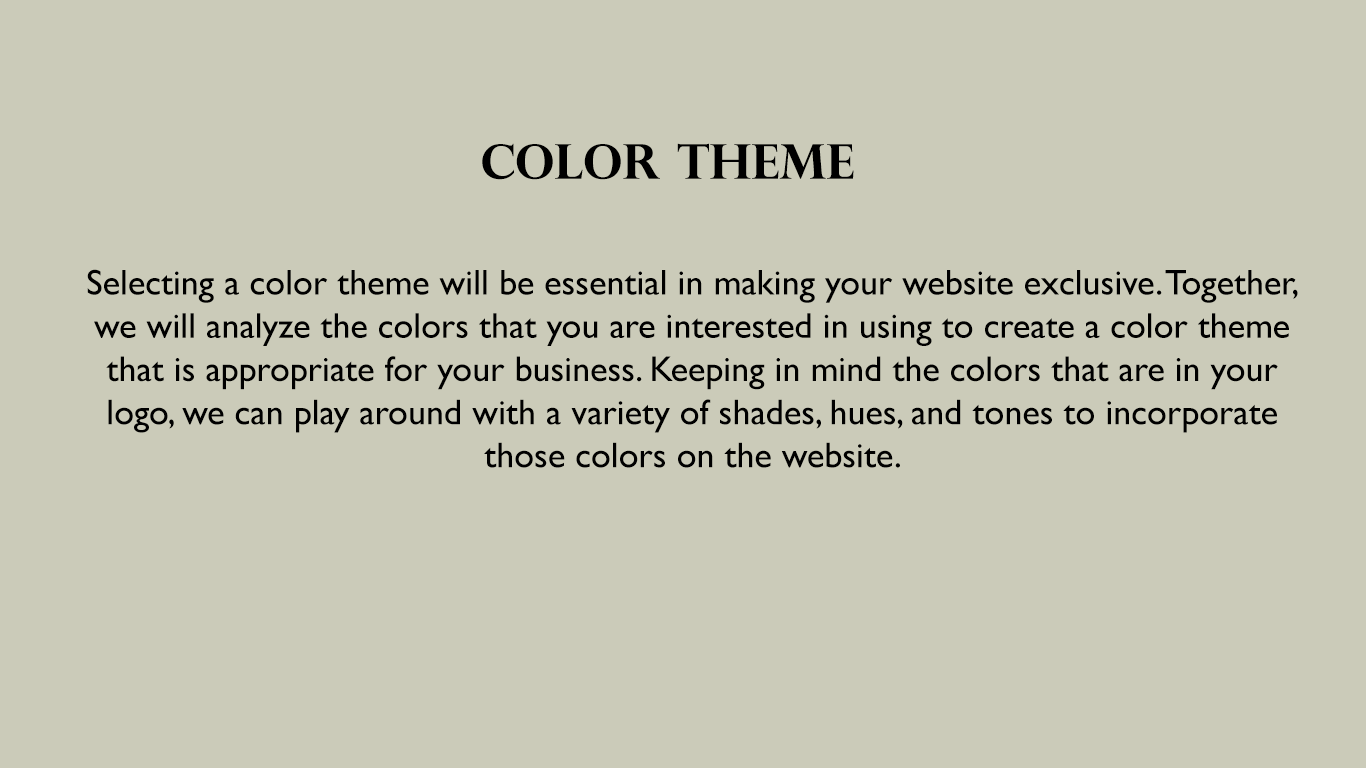 COLOR THEME
Selecting a color theme will be essential in making your website exclusive. Together,
we will analyze the colors that you are interested in using to create a color theme
that is appropriate for your business. Keeping in mind the colors that are in your
logo, we can play around with a variety of shades, hues, and tones to incorporate
those colors on the website.